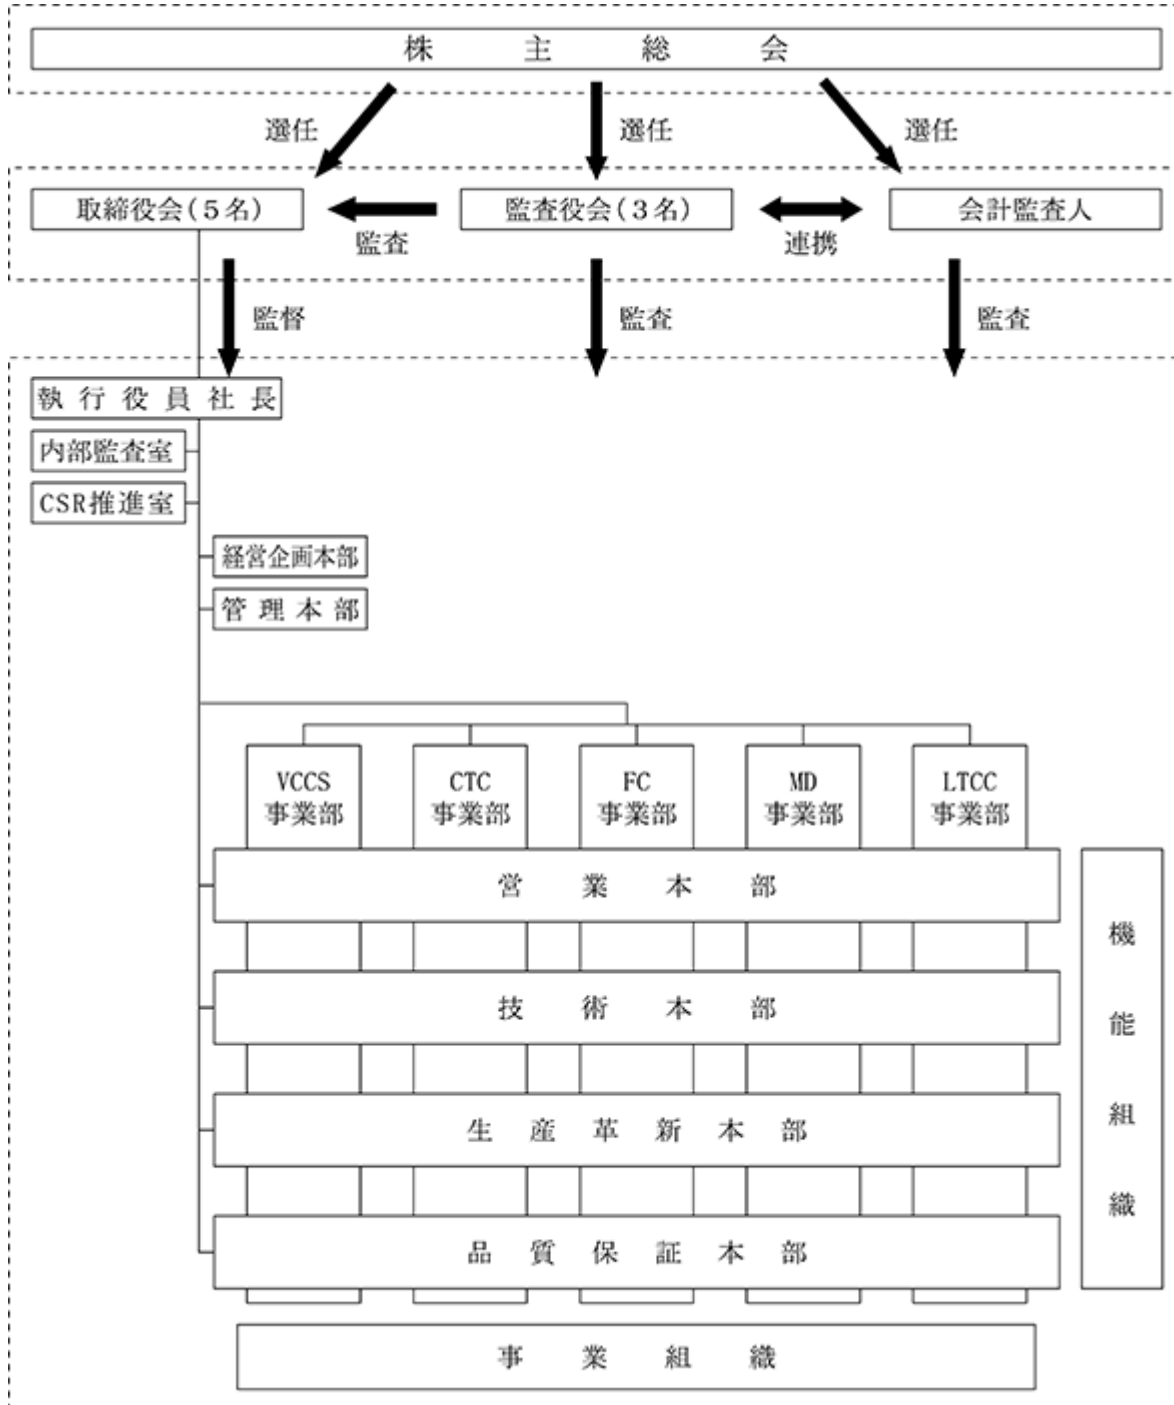 株主総会
選任
選任
選任
取締役会(5名)
監査役会(3名)
会計監査人
監査
連携
監督
監査
監査
執行役員社長
内部監査室
CSR推進室
経営企画本部
管理本部
VCCS
事業部
CTC
事業部
FC
事業部
MD
事業部
LTCC
事業部
営業本部
技術本部
生産革新本部
品質保証本部
機能組織
事業組織